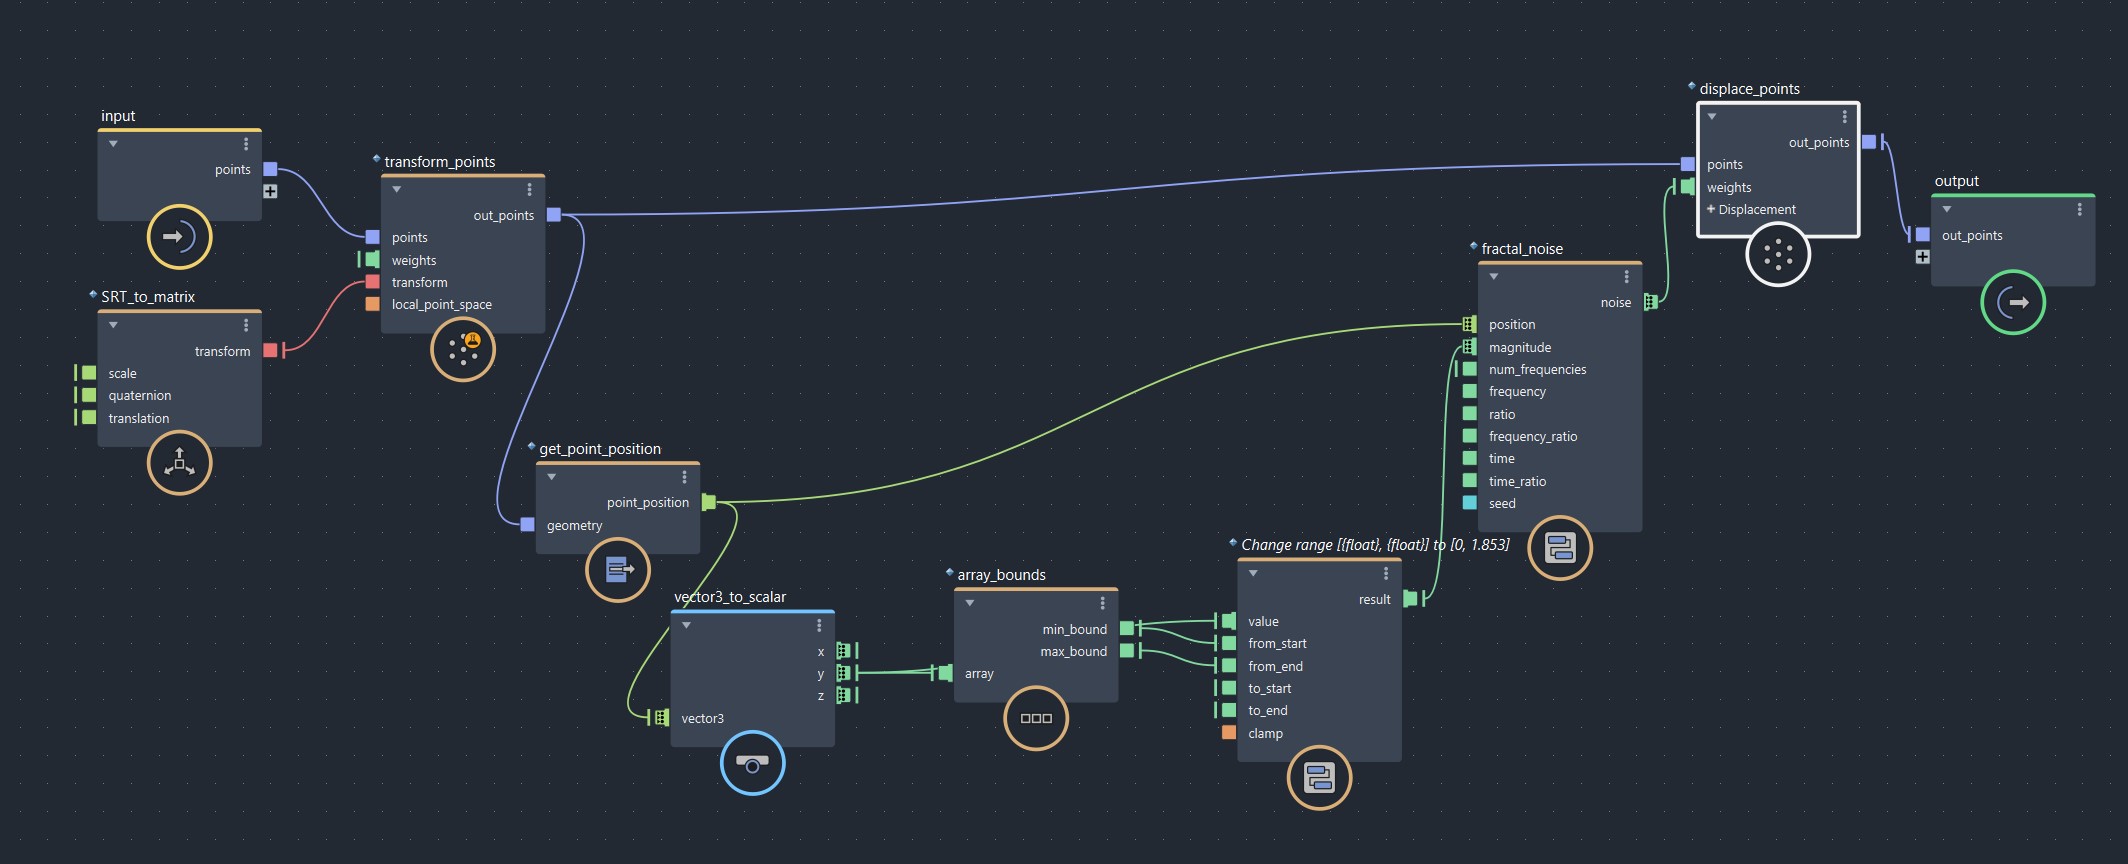 input
points
SRT_to_matrix
transform
scale
quaternion
translation
transform_points
out_points
points
weights
transform
local_point_space
get_point_position
point_position
geometry
vector3_to_scalar
x
y
z
vector3
array_bounds
min_bound
max_bound
array
Change range [{float}, {float}] to [0, 1.853]
result
value
from_start
from_end
to_start
to_end
clamp
fractal_noise
noise
position
magnitude
num_frequencies
frequency
ratio
frequency_ratio
time
time_ratio
seed
displace_points
out_points
points
weights
+ Displacement
output
out_points